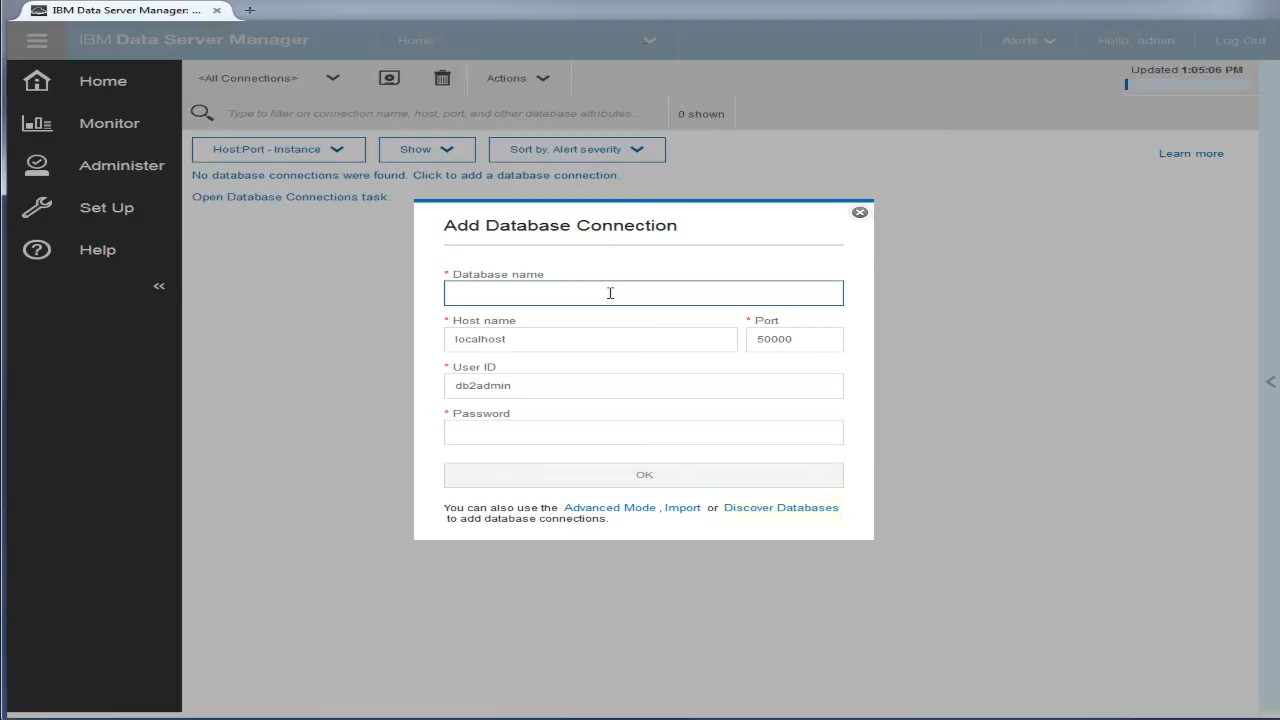 IBM Data Server Manager: ...
IBM Data Server Manager
Home
Alerts
Hello, admin
Log Out
Home
Monitor
Administer
Set Up
Help
<All Connections>
Actions
Updated 1:05:06 PM
Type to filter on connection name, host, port, and other database attributes...
0 shown
Host:Port - Instance
Show
Sort by: Alert severity
Learn more
No database connections were found. Click to add a database connection.
Open Database Connections task.
Add Database Connection
* Database name
* Host name
* Port
localhost
50000
* User ID
db2admin
* Password
OK
You can also use the Advanced Mode , Import or Discover Databases
to add database connections.